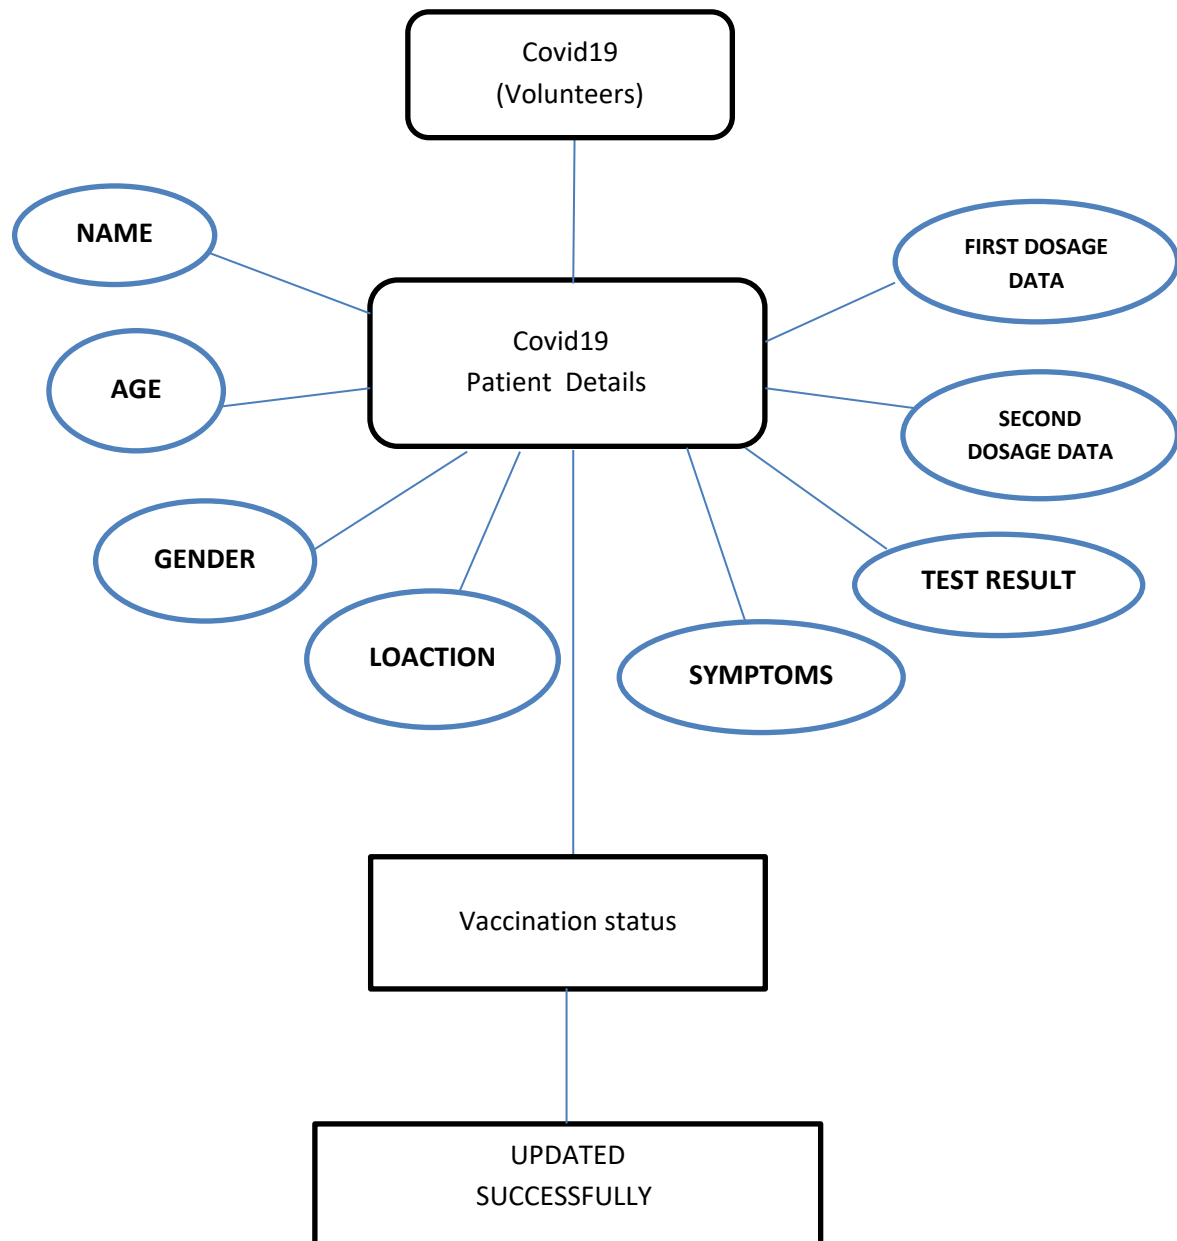 Covid19
(Volunteers)
NAME
FIRST DOSAGE
DATA
Covid19
Patient Details
AGE
SECOND
DOSAGE DATA
GENDER
TEST RESULT
LOACTION
SYMPTOMS
Vaccination status
UPDATED
SUCCESSFULLY